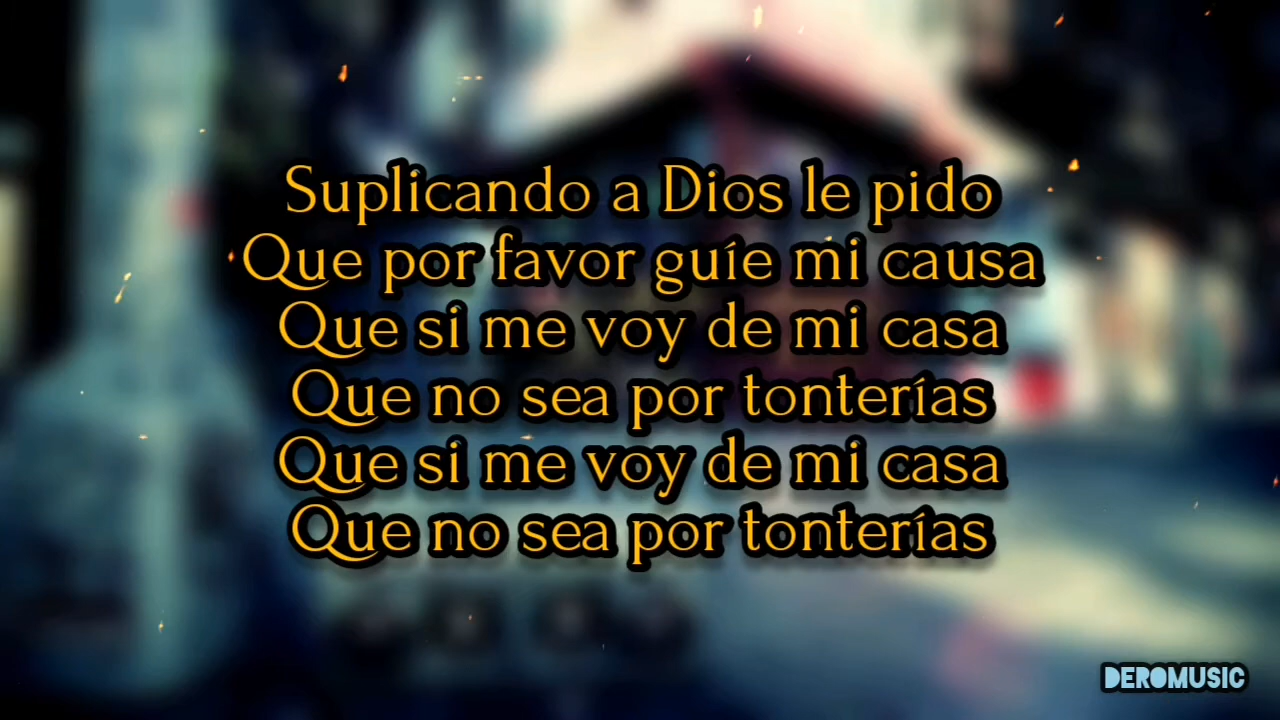 Suplicando a Dios le pido
Que por favor guíe mi causa
Que si me voy de mi casa
Que no sea por tonterías
Que si me voy de mi casa
Que no sea por tonterías
DEROMUSIC